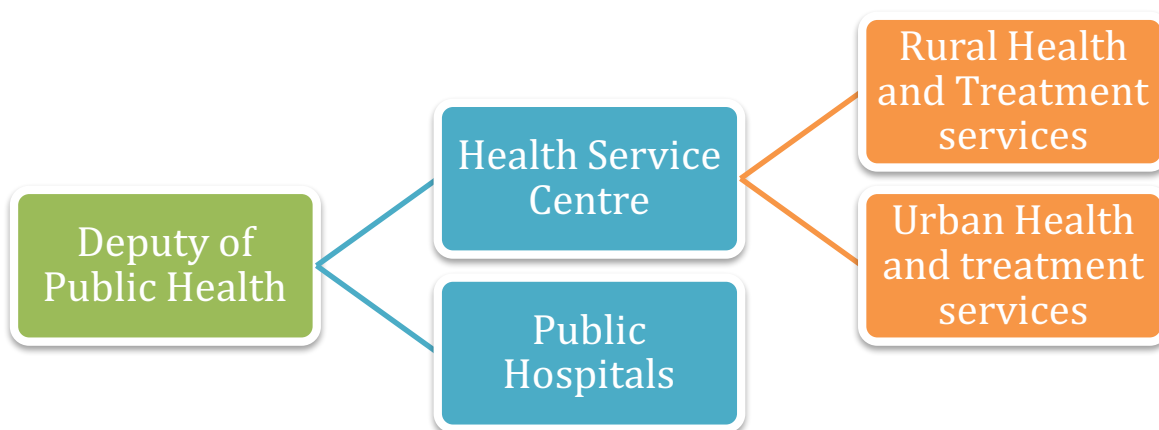 Deputy of
Public Health
Health Service
Centre
Public
Hospitals
Rural Health
and Treatment
services
Urban Health
and treatment
services